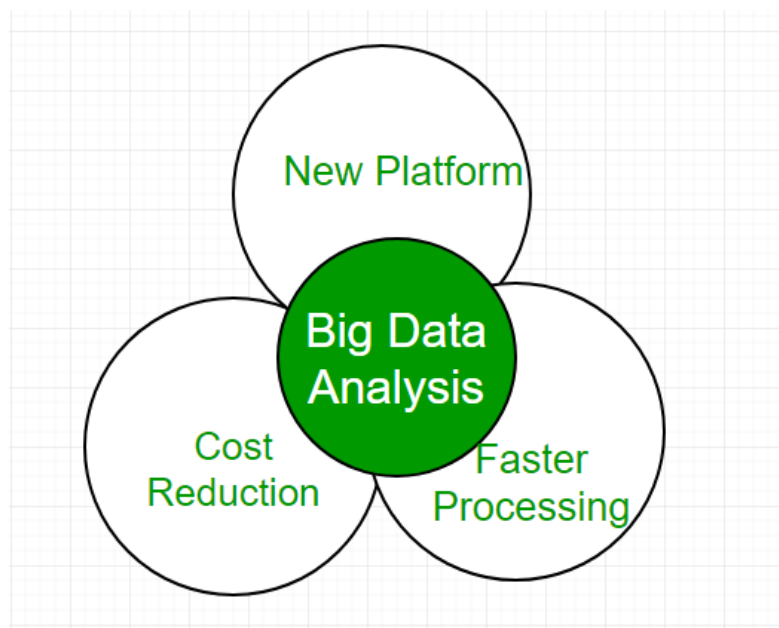 New Platform
Big Data
Analysis
Cost
Reduction
Faster
Processing